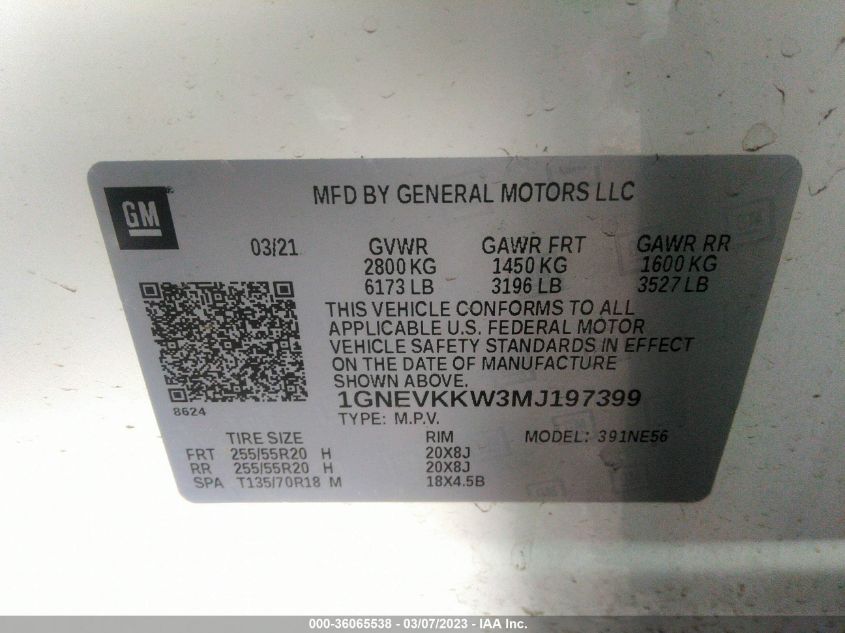 GM
MFD BY GENERAL MOTORS LLC
03/21 GVWR GAWR FRT GAWR RR
2800 KG 1450 KG 1600 KG
6173 LB 3196 LB 3527 LB
THIS VEHICLE CONFORMS TO ALL
APPLICABLE U.S. FEDERAL MOTOR
VEHICLE SAFETY STANDARDS IN EFFECT
ON THE DATE OF MANUFACTURE
SHOWN ABOVE.
8624 1GNEVKKW3MJ197399
TYPE: M.P.V.
TIRE SIZE RIM MODEL: 391NE56
FRT 255/55R20 H 20X8J
RR 255/55R20 H 20X8J
SPA T135/70R18 M 18X4.5B
000-36065538 - 03/07/2023 - IAA Inc.